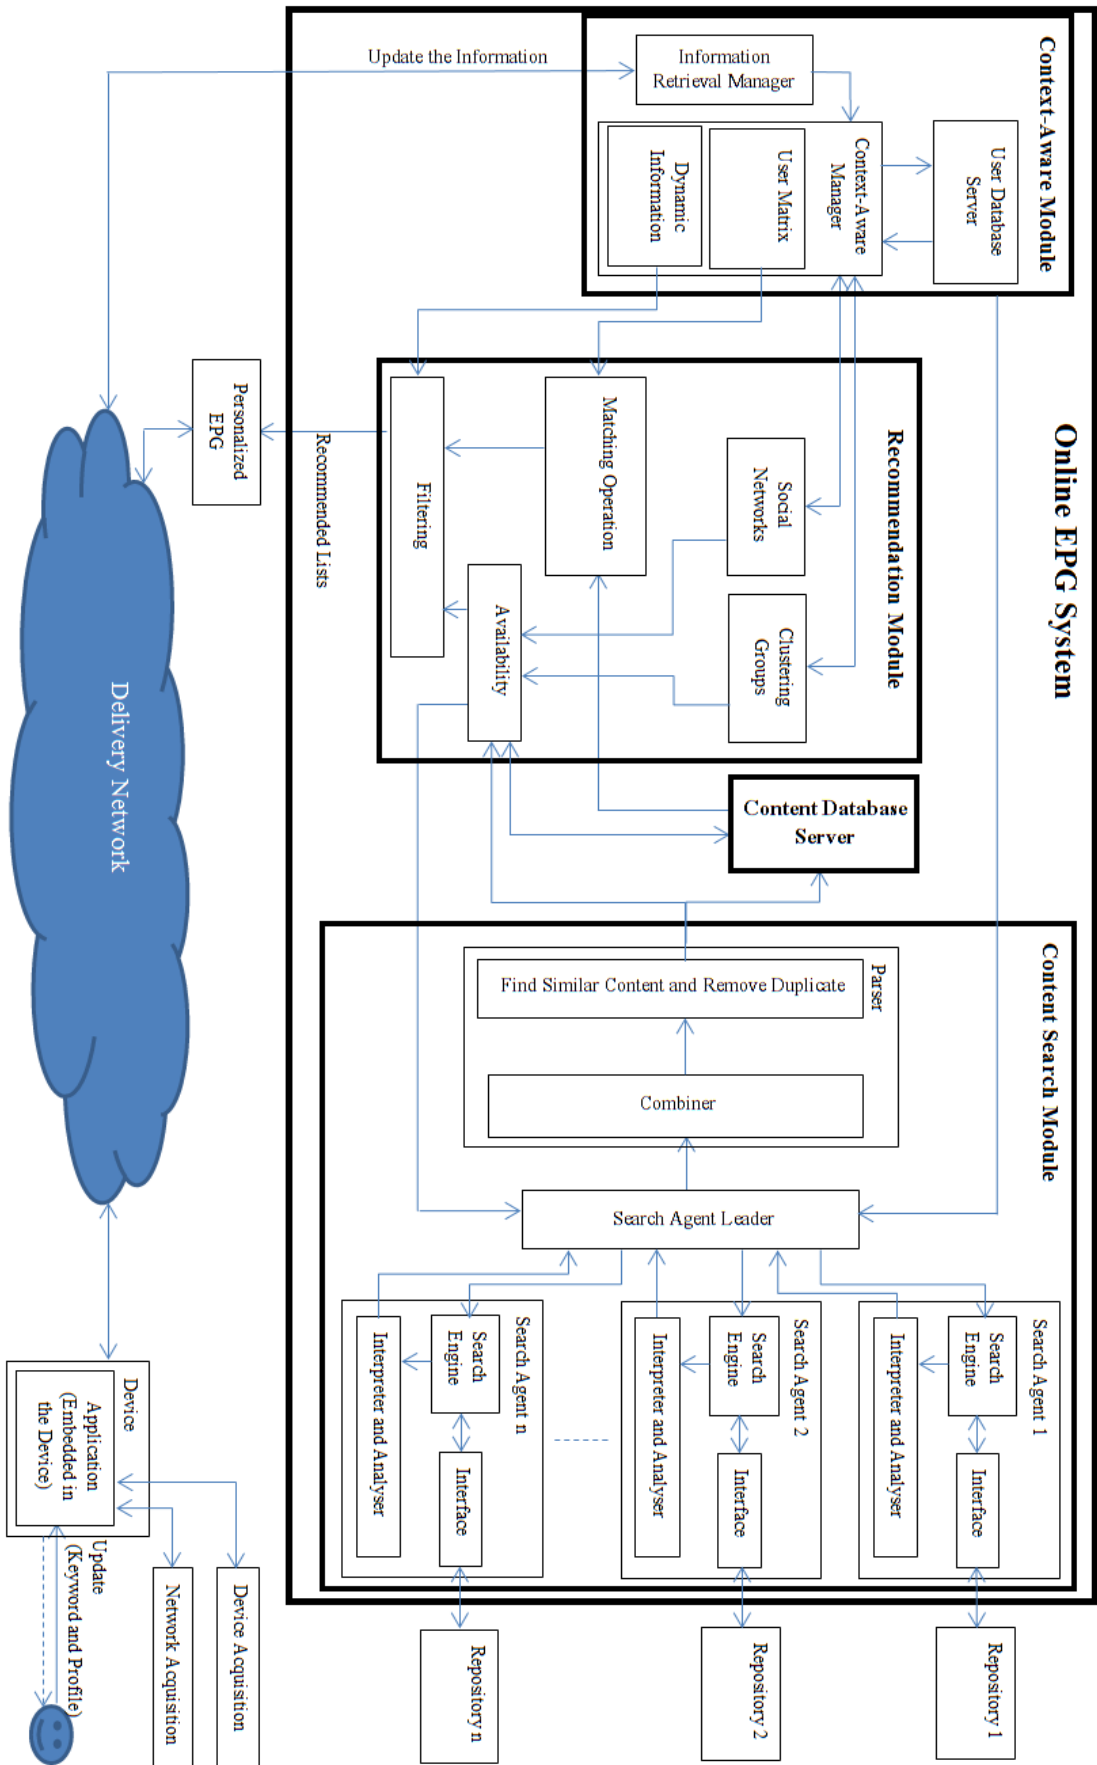 Online EPG System
Context-Aware Module
User Database
Server
Information
Retrieval Manager
Update the Information
Context-Aware
Manager
User Matrix
Dynamic
Information
Recommendation Module
Social
Networks
Clustering
Groups
Matching Operation
Availability
Filtering
Recommended Lists
Personalized
EPG
Content Database
Server
Content Search Module
Parser
Find Similar Content and Remove Duplicate
Combiner
Search Agent Leader
Search Agent 1
Search
Engine
Interface
Interpreter and Analyser
Repository 1
Search Agent 2
Search
Engine
Interface
Interpreter and Analyser
Repository 2
Search Agent n
Search
Engine
Interface
Interpreter and Analyser
Repository n
Delivery Network
Device
Application
(Embedded in
the Device)
Device Acquisition
Network Acquisition
Update
(Keyword and Profile)